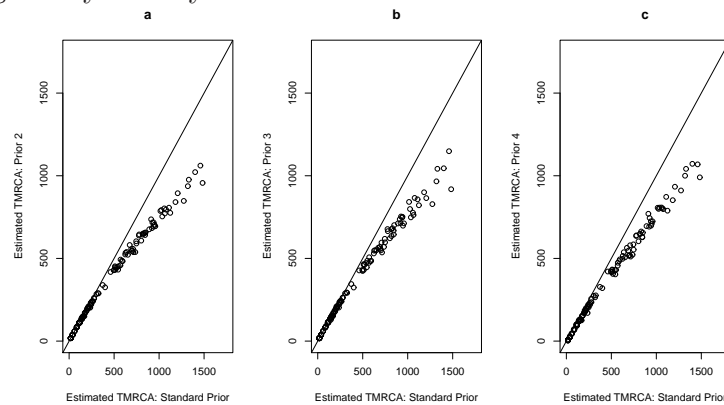 a
b
c
Estimated TMRCA: Prior 2
1500
1000
500
0
0 500 1000 1500
Estimated TMRCA: Standard Prior
Estimated TMRCA: Prior 3
1500
1000
500
0
0 500 1000 1500
Estimated TMRCA: Standard Prior
Estimated TMRCA: Prior 4
1500
1000
500
0
0 500 1000 1500
Estimated TMRCA: Standard Prior